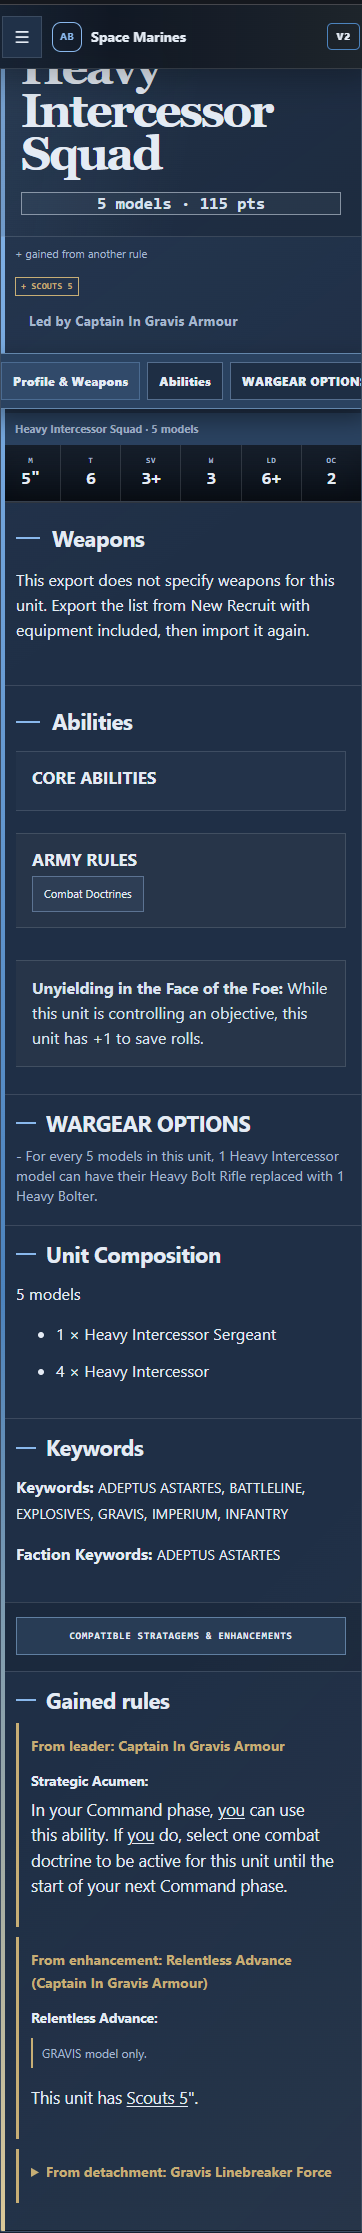 ☰ AB Space Marines V2
Heavy
Intercessor
Squad
5 models · 115 pts
+ gained from another rule
+ SCOUTS 5
Led by Captain In Gravis Armour
Profile & Weapons Abilities WARGEAR OPTION
Heavy Intercessor Squad · 5 models
M T SV W LD OC
5" 6 3+ 3 6+ 2
Weapons
This export does not specify weapons for this
unit. Export the list from New Recruit with
equipment included, then import it again.
Abilities
CORE ABILITIES
ARMY RULES
Combat Doctrines
Unyielding in the Face of the Foe: While
this unit is controlling an objective, this
unit has +1 to save rolls.
WARGEAR OPTIONS
- For every 5 models in this unit, 1 Heavy Intercessor
model can have their Heavy Bolt Rifle replaced with 1
Heavy Bolter.
Unit Composition
5 models
• 1 × Heavy Intercessor Sergeant
• 4 × Heavy Intercessor
Keywords
Keywords: ADEPTUS ASTARTES, BATTLELINE,
EXPLOSIVES, GRAVIS, IMPERIUM, INFANTRY
Faction Keywords: ADEPTUS ASTARTES
COMPATIBLE STRATAGEMS & ENHANCEMENTS
Gained rules
From leader: Captain In Gravis Armour
Strategic Acumen:
In your Command phase, you can use
this ability. If you do, select one combat
doctrine to be active for this unit until the
start of your next Command phase.
From enhancement: Relentless Advance
(Captain In Gravis Armour)
Relentless Advance:
GRAVIS model only.
This unit has Scouts 5".
▶ From detachment: Gravis Linebreaker Force